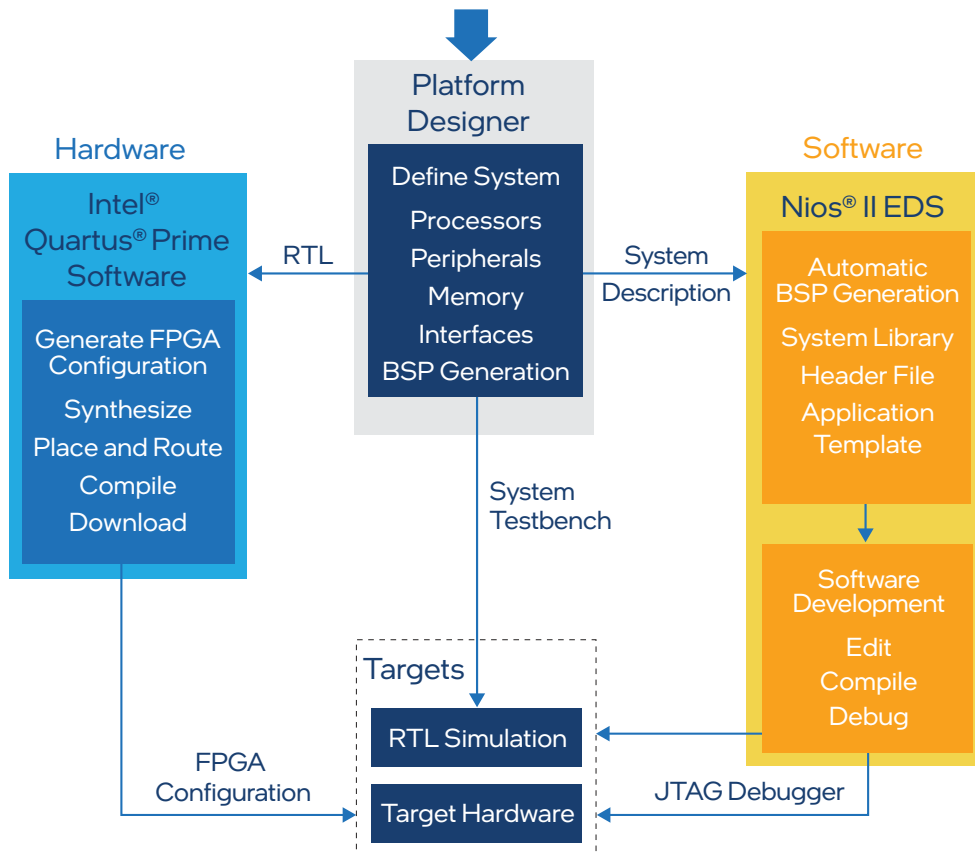 Platform
Designer
Define System
Processors
Peripherals
Memory
Interfaces
BSP Generation
Hardware
Intel®
Quartus® Prime
Software
Generate FPGA
Configuration
Synthesize
Place and Route
Compile
Download
RTL
System
Description
Software
Nios® II EDS
Automatic
BSP Generation
System Library
Header File
Application
Template
Software
Development
Edit
Compile
Debug
System
Testbench
Targets
RTL Simulation
Target Hardware
FPGA
Configuration
JTAG Debugger